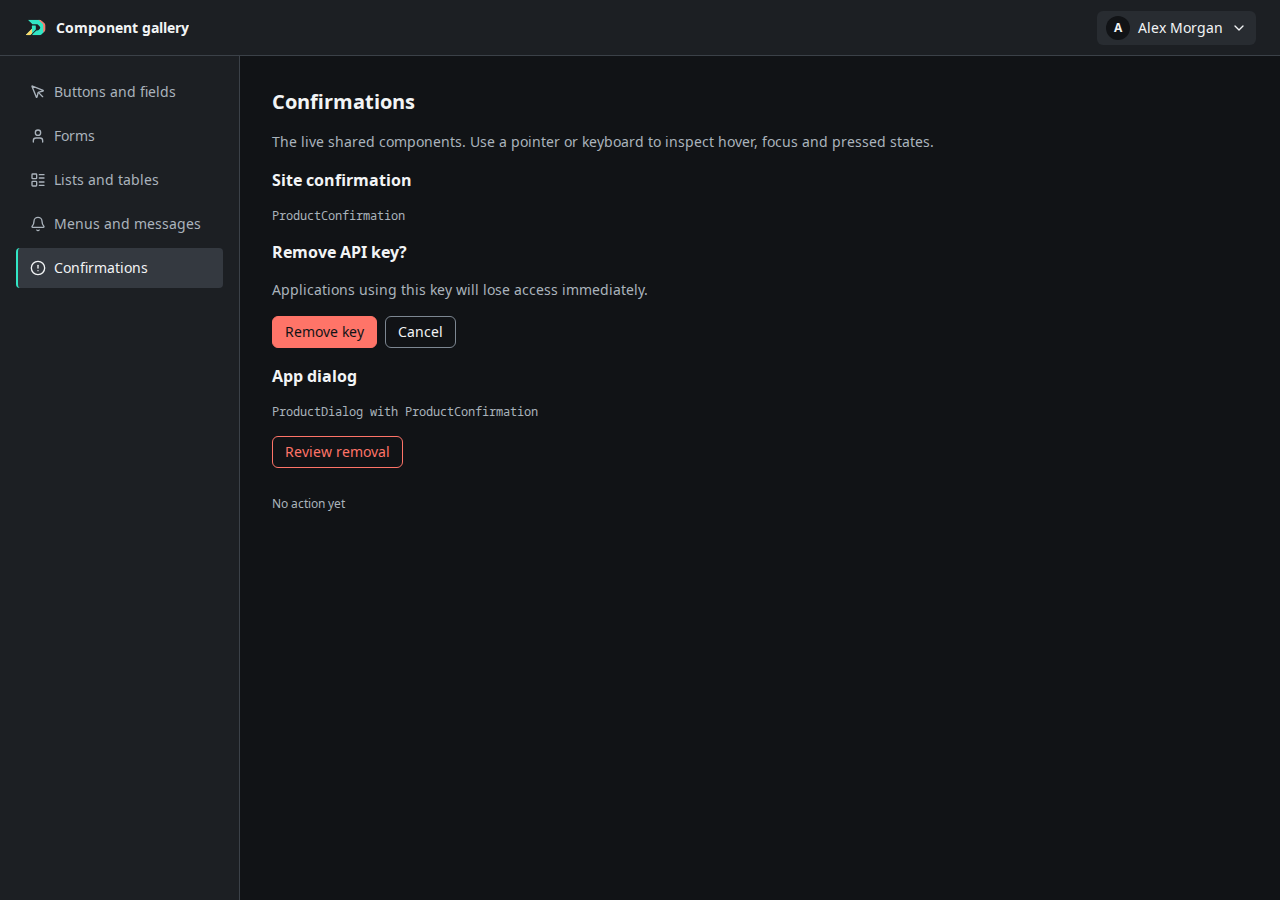 Component gallery
A Alex Morgan
Buttons and fields
Forms
Lists and tables
Menus and messages
Confirmations
Confirmations
The live shared components. Use a pointer or keyboard to inspect hover, focus and pressed states.
Site confirmation
ProductConfirmation
Remove API key?
Applications using this key will lose access immediately.
Remove key Cancel
App dialog
ProductDialog with ProductConfirmation
Review removal
No action yet